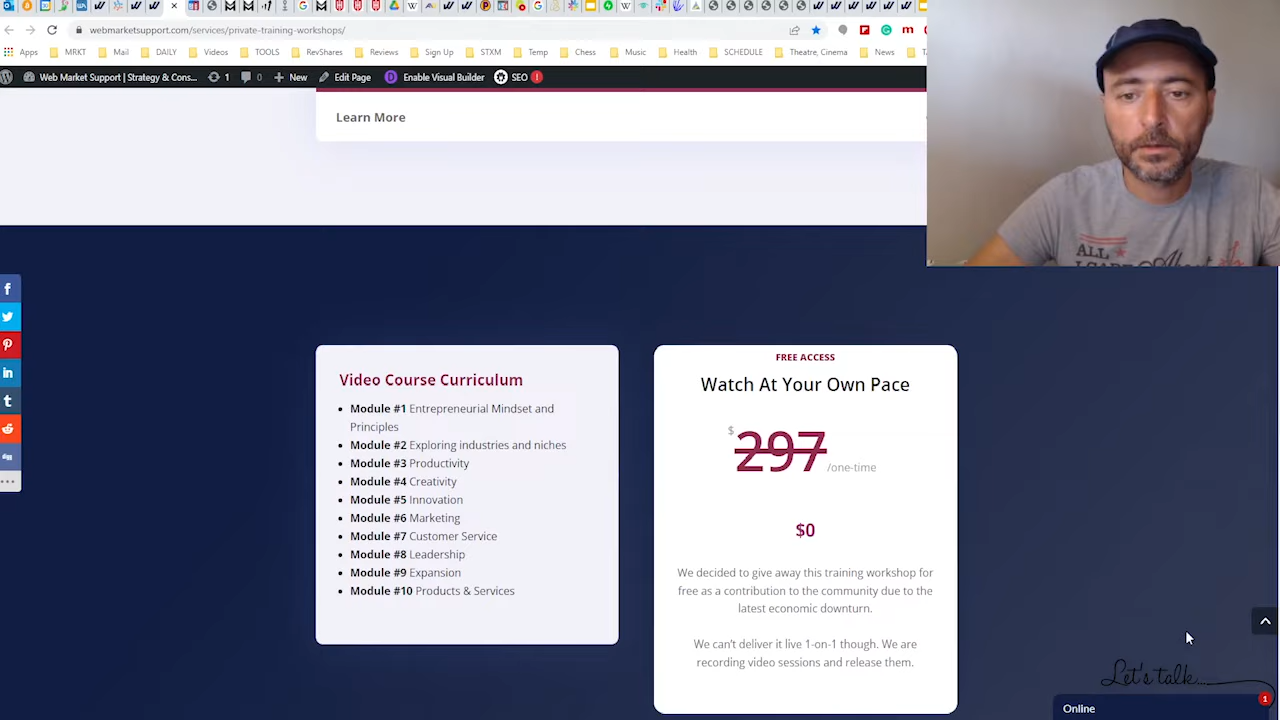 webmarketsupport.com/services/private-training-workshops/
Apps MRKT Mail DAILY Videos TOOLS RevShares Reviews Sign Up STXM Temp Chess Music Health SCHEDULE Theatre, Cinema News
Web Market Support | Strategy & Cons... 1 0 New Edit Page D Enable Visual Builder SEO !
Learn More
ALL
About
Video Course Curriculum
Module #1 Entrepreneurial Mindset and
Principles
Module #2 Exploring industries and niches
Module #3 Productivity
Module #4 Creativity
Module #5 Innovation
Module #6 Marketing
Module #7 Customer Service
Module #8 Leadership
Module #9 Expansion
Module #10 Products & Services
FREE ACCESS
Watch At Your Own Pace
$297/one-time
$0
We decided to give away this training workshop for
free as a contribution to the community due to the
latest economic downturn.
We can't deliver it live 1-on-1 though. We are
recording video sessions and release them.
Let's talk...
Online 1